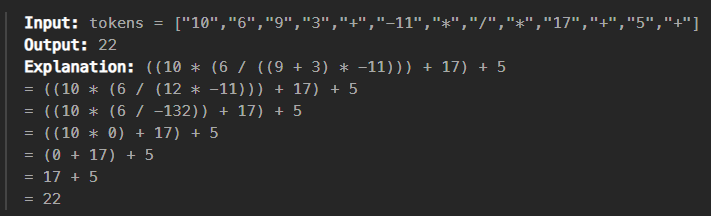 Input: tokens = ["10","6","9","3","+","-11","*","/","*","17","+","5","+"]
Output: 22
Explanation: ((10 * (6 / ((9 + 3) * -11))) + 17) + 5
= ((10 * (6 / (12 * -11))) + 17) + 5
= ((10 * (6 / -132)) + 17) + 5
= ((10 * 0) + 17) + 5
= (0 + 17) + 5
= 17 + 5
= 22